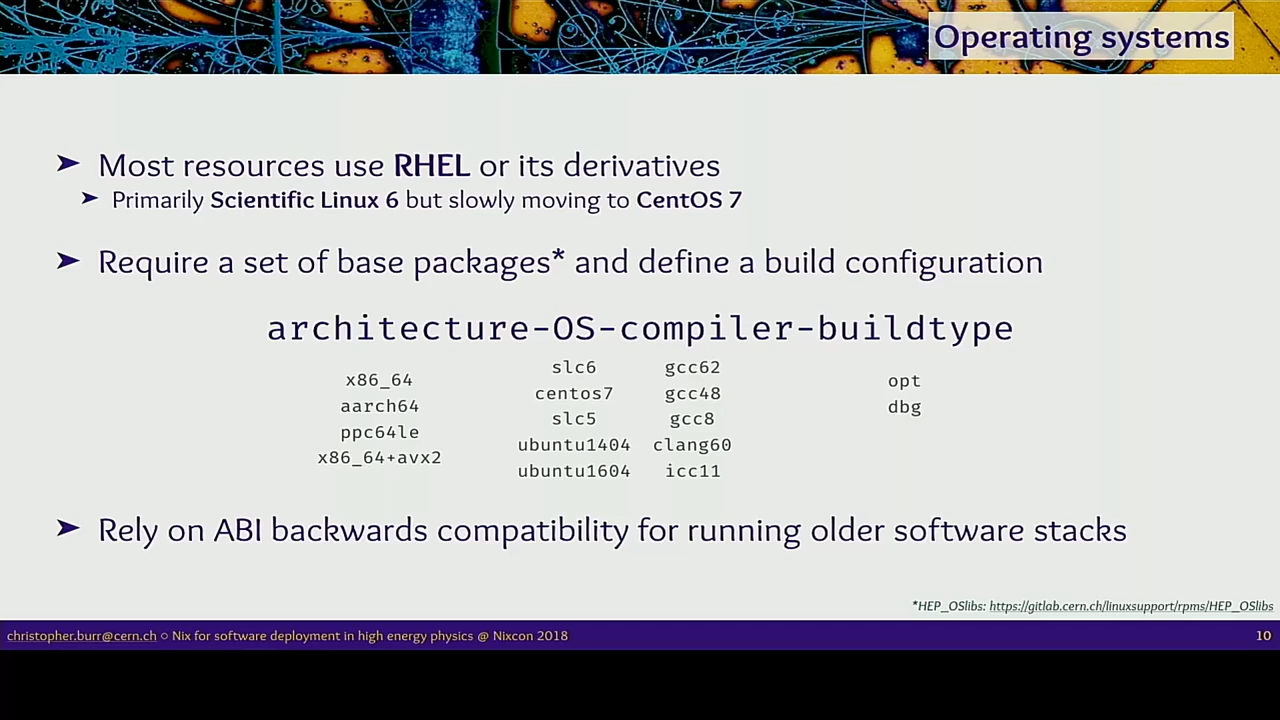 Operating systems
➤ Most resources use RHEL or its derivatives
➤ Primarily Scientific Linux 6 but slowly moving to CentOS 7
➤ Require a set of base packages* and define a build configuration
architecture-OS-compiler-buildtype
x86_64
aarch64
ppc64le
x86_64+avx2
slc6
centos7
slc5
ubuntu1404
ubuntu1604
gcc62
gcc48
gcc8
clang60
icc11
opt
dbg
➤ Rely on ABI backwards compatibility for running older software stacks
*HEP_OSlibs: https://gitlab.cern.ch/linuxsupport/rpms/HEP_OSlibs
christopher.burr@cern.ch ○ Nix for software deployment in high energy physics @ Nixcon 2018
10